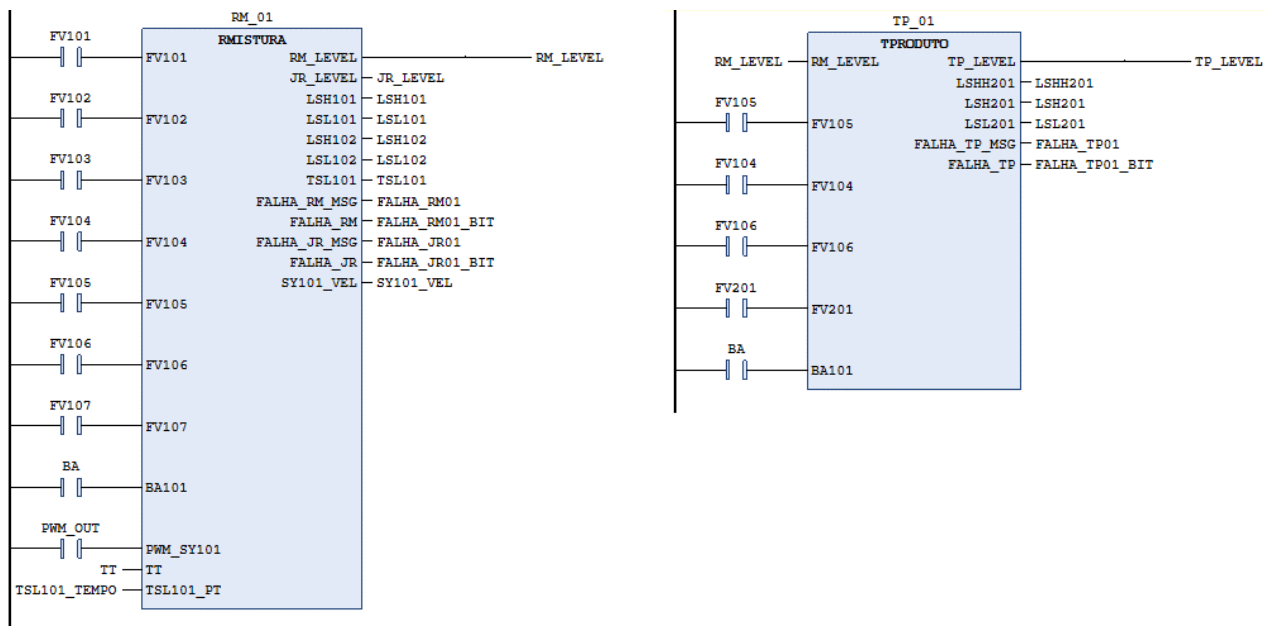 RM_01
RMISTURA
FV101
FV101
RM_LEVEL
RM_LEVEL
JR_LEVEL
JR_LEVEL
LSH101
LSH101
FV102
FV102
LSL101
LSL101
LSH102
LSH102
LSL102
LSL102
FV103
FV103
TSL101
TSL101
FALHA_RM_MSG
FALHA_RM01
FALHA_RM
FALHA_RM01_BIT
FV104
FV104
FALHA_JR_MSG
FALHA_JR01
FALHA_JR
FALHA_JR01_BIT
SY101_VEL
SY101_VEL
FV105
FV105
FV106
FV106
FV107
FV107
BA
BA101
PWM_OUT
PWM_SY101
TT
TT
TSL101_TEMPO
TSL101_PT
TP_01
TPRODUTO
RM_LEVEL
RM_LEVEL
TP_LEVEL
TP_LEVEL
LSHH201
LSHH201
LSH201
LSH201
FV105
FV105
LSL201
LSL201
FALHA_TP_MSG
FALHA_TP01
FALHA_TP
FALHA_TP01_BIT
FV104
FV104
FV106
FV106
FV201
FV201
BA
BA101